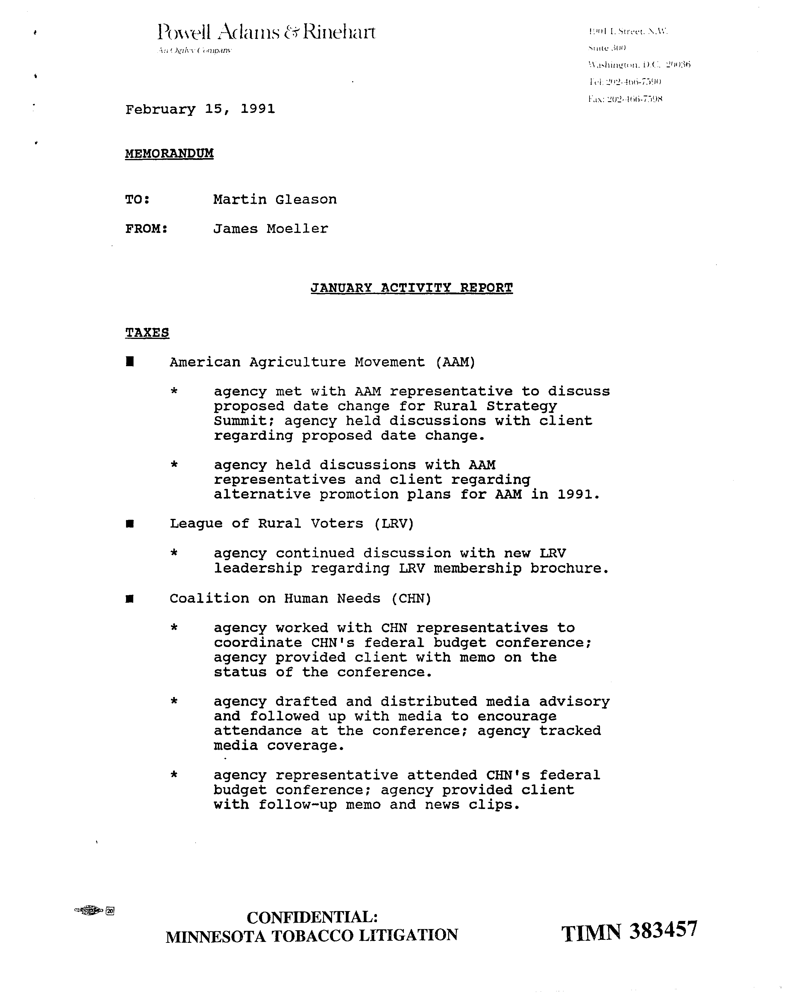 Powell Adams & Rinehart
An Ogilvy Company
1901 L Street, N.W.
Suite 300
Washington, D.C. 20036
Tel: 202-466-7590
Fax: 202-466-7598
February 15, 1991
MEMORANDUM
TO: Martin Gleason
FROM: James Moeller
JANUARY ACTIVITY REPORT
TAXES
■ American Agriculture Movement (AAM)
* agency met with AAM representative to discuss
proposed date change for Rural Strategy
Summit; agency held discussions with client
regarding proposed date change.
* agency held discussions with AAM
representatives and client regarding
alternative promotion plans for AAM in 1991.
■ League of Rural Voters (LRV)
* agency continued discussion with new LRV
leadership regarding LRV membership brochure.
■ Coalition on Human Needs (CHN)
* agency worked with CHN representatives to
coordinate CHN's federal budget conference;
agency provided client with memo on the
status of the conference.
* agency drafted and distributed media advisory
and followed up with media to encourage
attendance at the conference; agency tracked
media coverage.
* agency representative attended CHN's federal
budget conference; agency provided client
with follow-up memo and news clips.
CONFIDENTIAL:
MINNESOTA TOBACCO LITIGATION
TIMN 383457